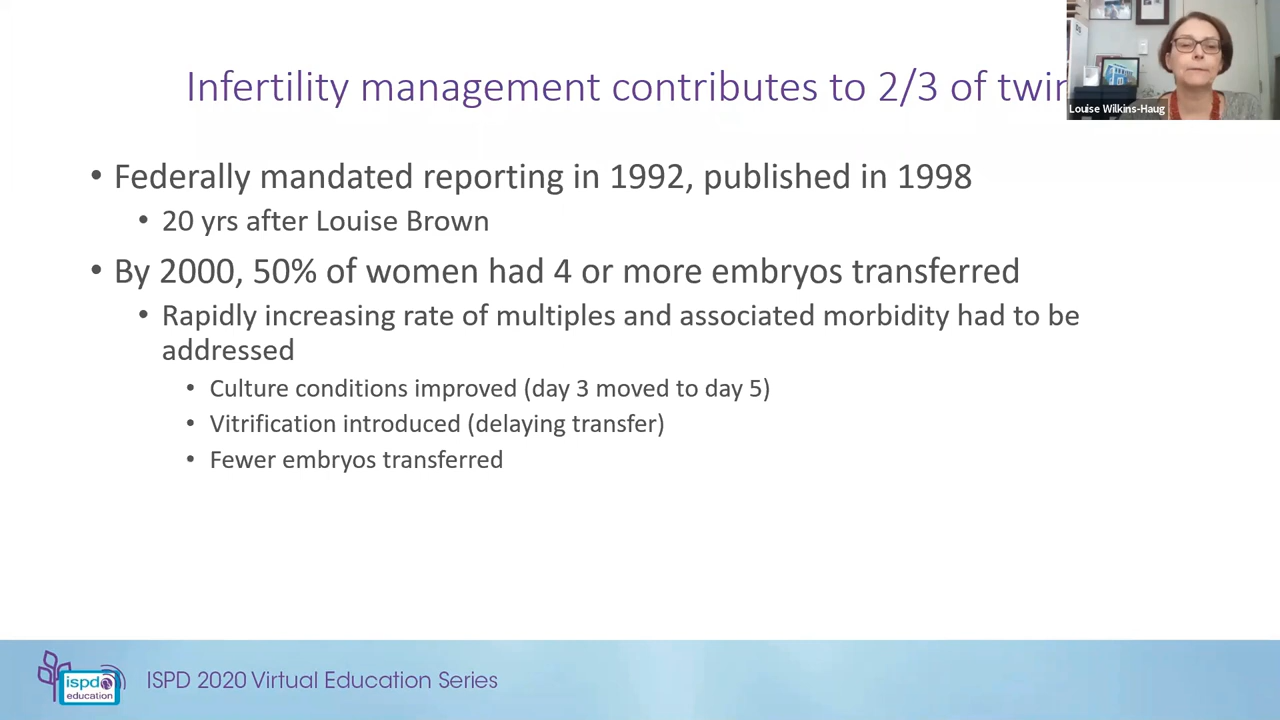 Infertility management contributes to 2/3 of twin
Louise Wilkins-Haug
• Federally mandated reporting in 1992, published in 1998
• 20 yrs after Louise Brown
• By 2000, 50% of women had 4 or more embryos transferred
• Rapidly increasing rate of multiples and associated morbidity had to be
addressed
• Culture conditions improved (day 3 moved to day 5)
• Vitrification introduced (delaying transfer)
• Fewer embryos transferred
ispd
education
ISPD 2020 Virtual Education Series